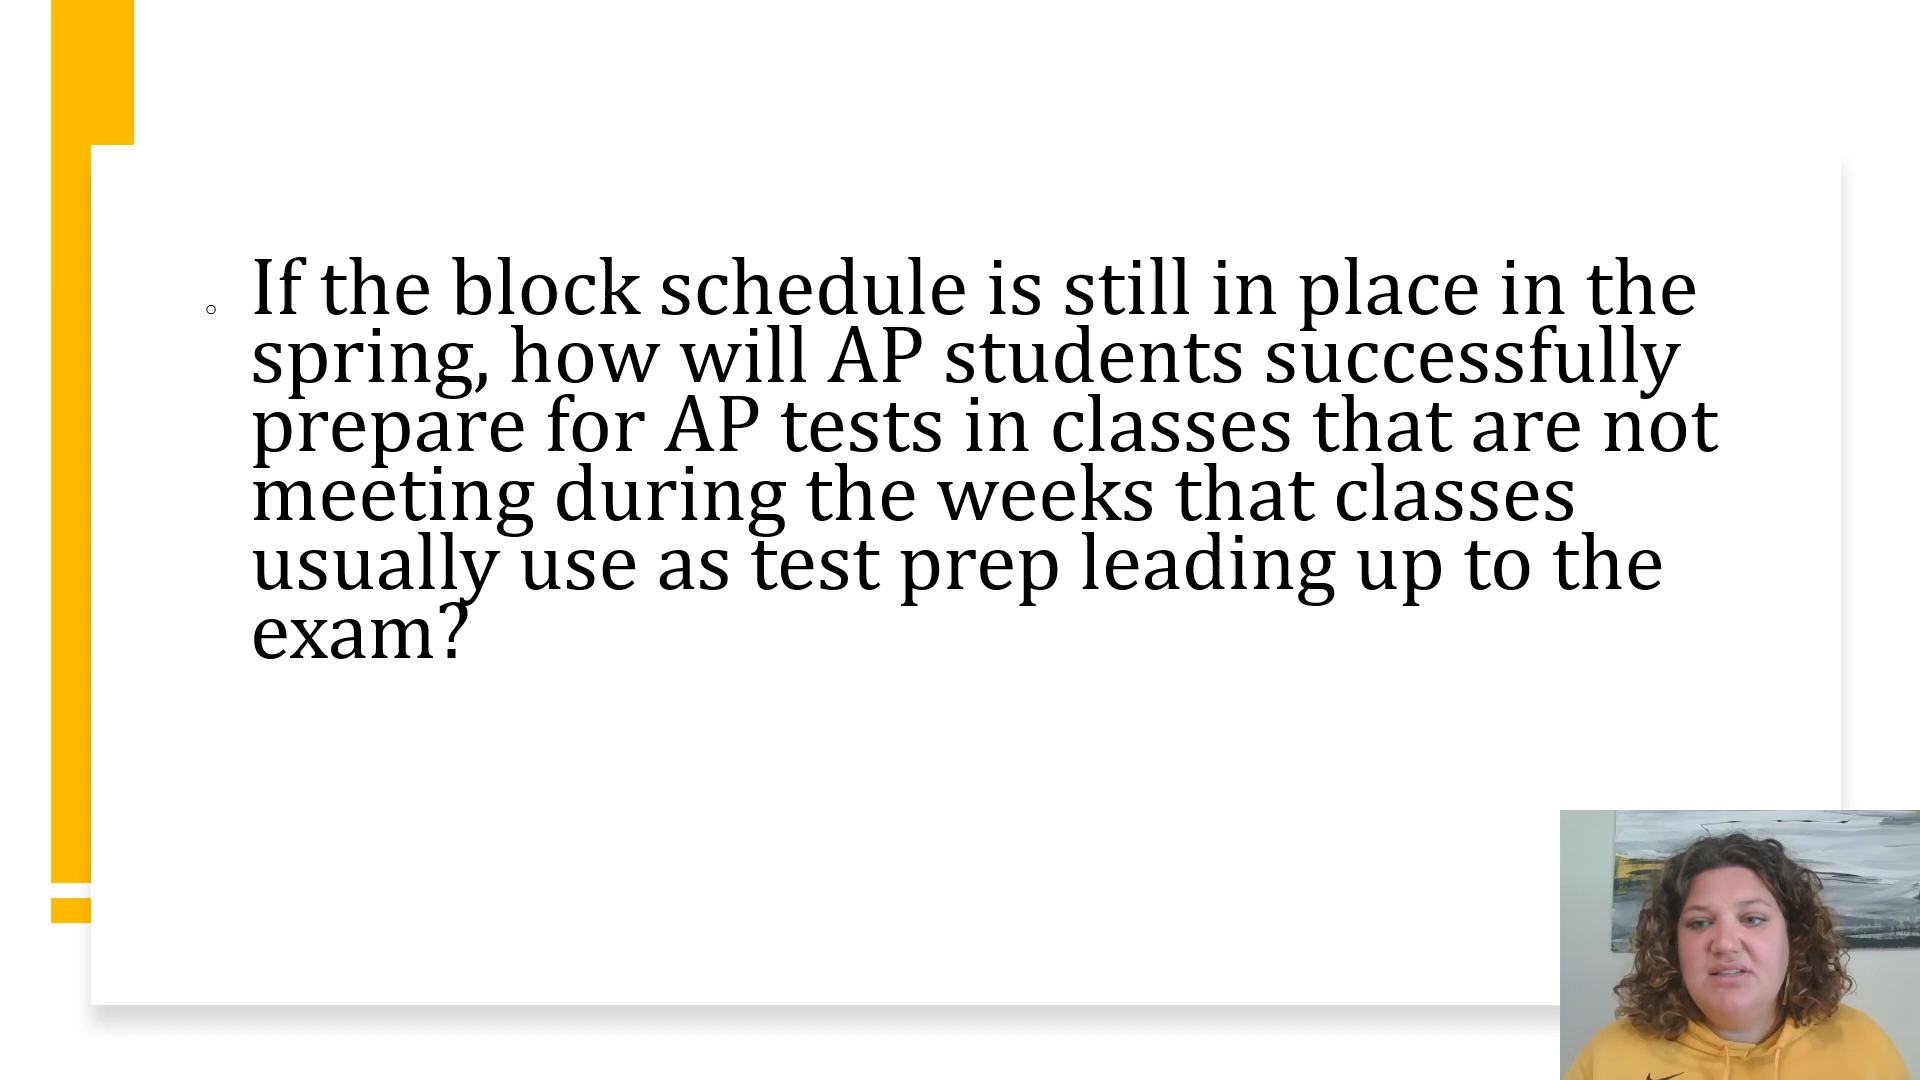 If the block schedule is still in place in the
spring, how will AP students successfully
prepare for AP tests in classes that are not
meeting during the weeks that classes
usually use as test prep leading up to the
exam?